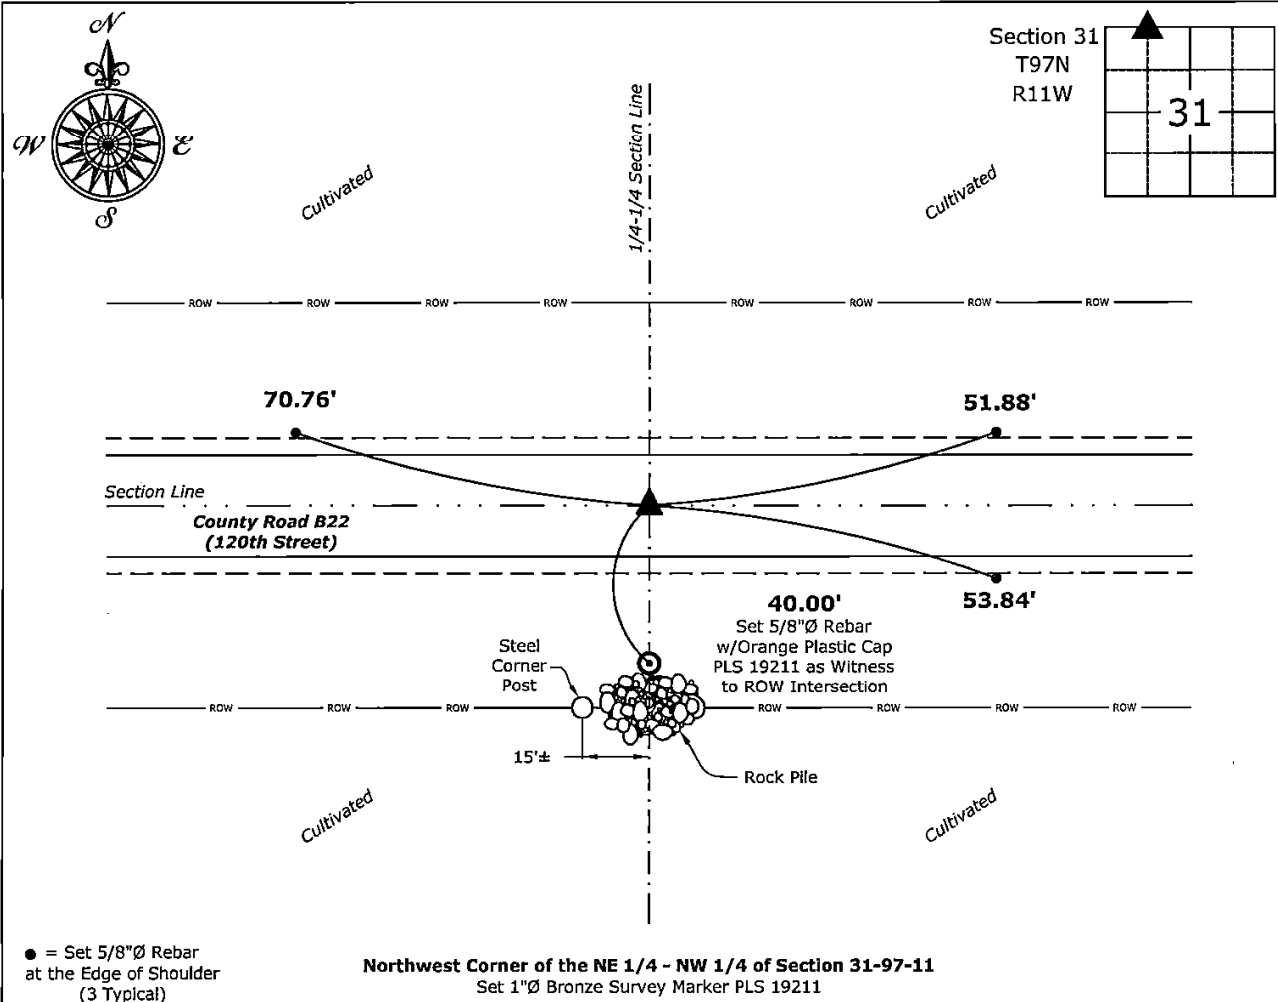 N
W
E
S
Section 31
T97N
R11W
31
1/4-1/4 Section Line
Cultivated
Cultivated
ROW ROW ROW ROW ROW ROW ROW ROW
70.76'
51.88'
Section Line
County Road B22
(120th Street)
40.00'
53.84'
Set 5/8"Ø Rebar
w/Orange Plastic Cap
PLS 19211 as Witness
to ROW Intersection
Steel
Corner
Post
ROW ROW ROW ROW ROW ROW ROW
15'±
Rock Pile
Cultivated
Cultivated
● = Set 5/8"Ø Rebar
at the Edge of Shoulder
(3 Typical)
Northwest Corner of the NE 1/4 - NW 1/4 of Section 31-97-11
Set 1"Ø Bronze Survey Marker PLS 19211